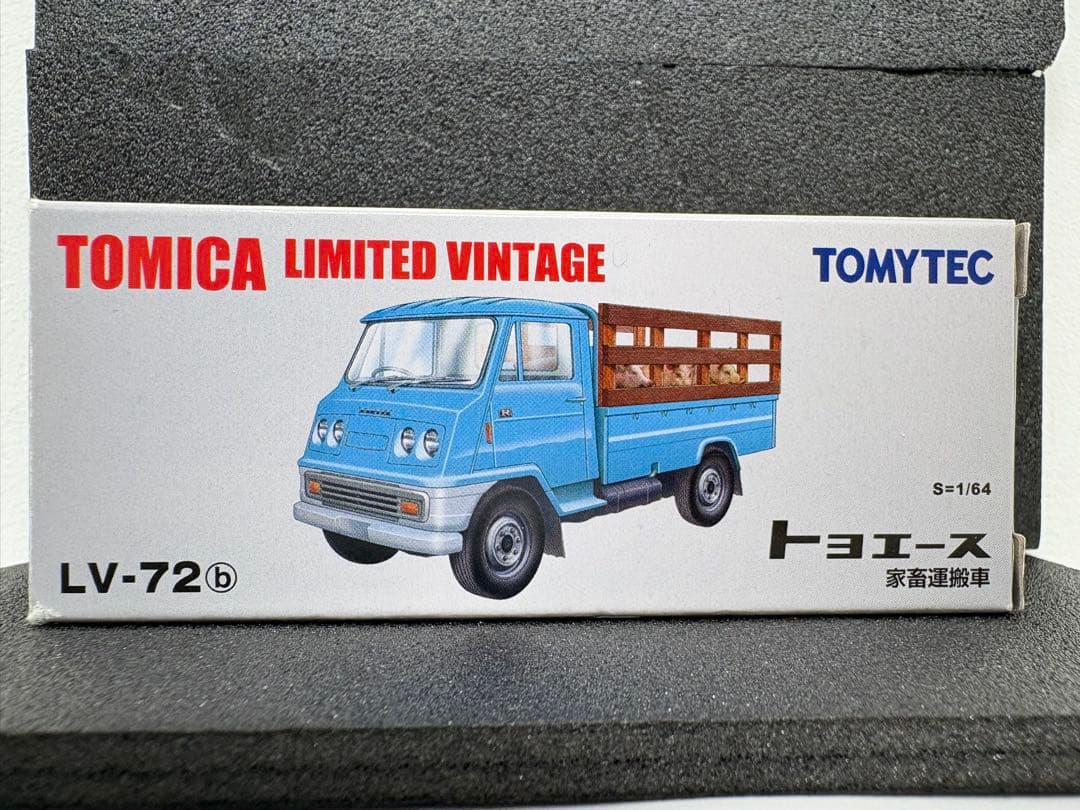 TOMICA LIMITED VINTAGE
TOMYTEC
R
S=1/64
トヨエース
家畜運搬車
LV-72ⓑ